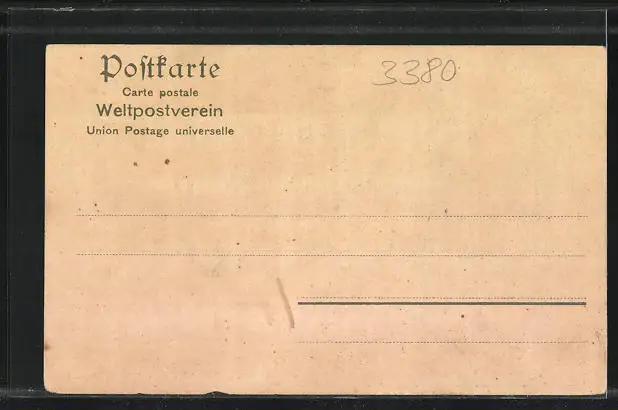 Postkarte
3380
Carte postale
Weltpostverein
Union Postage universelle